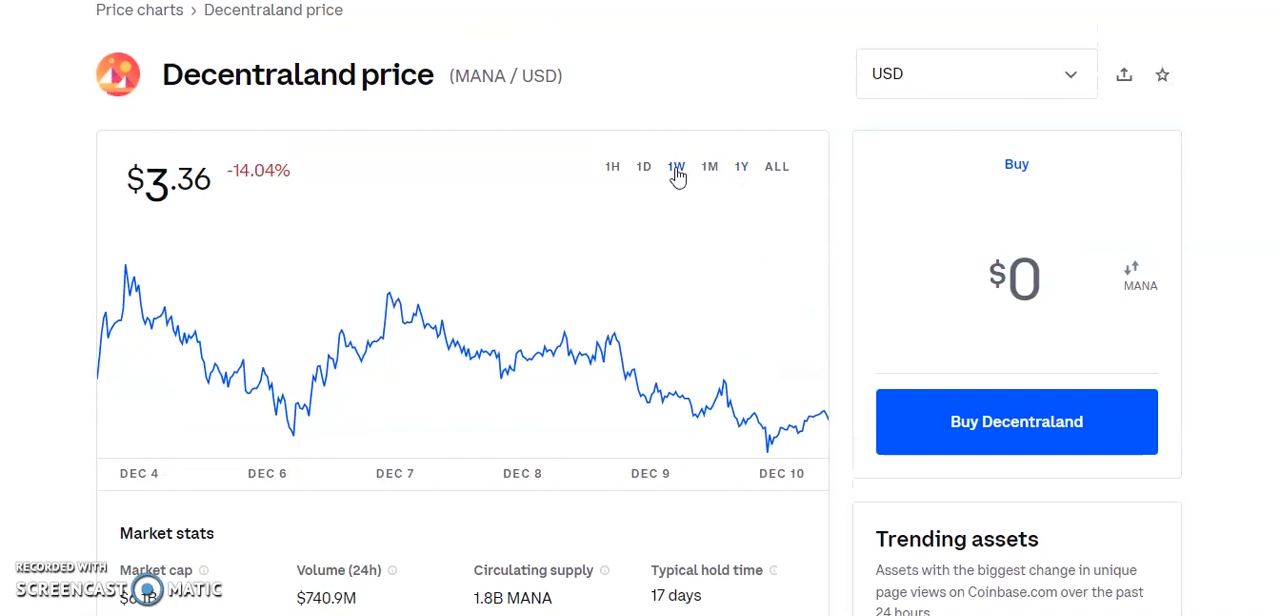 Price charts › Decentraland price
Decentraland price (MANA / USD)
USD
$3.36 -14.04%
1H 1D 1W 1M 1Y ALL
Buy
$0
MANA
Buy Decentraland
DEC 4 DEC 6 DEC 7 DEC 8 DEC 9 DEC 10
Market stats
Market cap Volume (24h) Circulating supply Typical hold time
$740.9M 1.8B MANA 17 days
Trending assets
Assets with the biggest change in unique
page views on Coinbase.com over the past
24 hours
RECORDED WITH
SCREENCAST MATIC